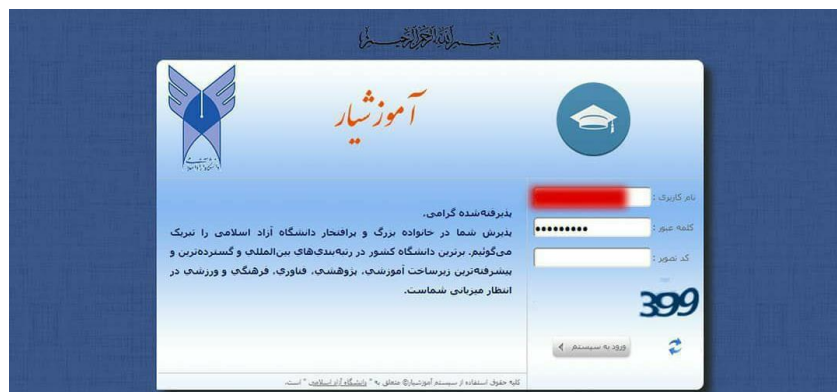 بسم الله الرحمن الرحیم
آموزشیار
نام کاربری :
کلمه عبور :
کد تصویر :
399
ورود به سیستم
پذیرفته‌شده گرامی،
پذیرش شما در خانواده بزرگ و پرافتخار دانشگاه آزاد اسلامی را تبریک
می‌گوئیم. برترین دانشگاه کشور در رتبه‌بندی‌های بین‌المللی و گسترده‌ترین و
پیشرفته‌ترین زیرساخت آموزشی، پژوهشی، فناوری، فرهنگی و ورزشی در
انتظار میزبانی شماست.
کلیه حقوق استفاده از سیستم آموزشیار© متعلق به " دانشگاه آزاد اسلامی " است.